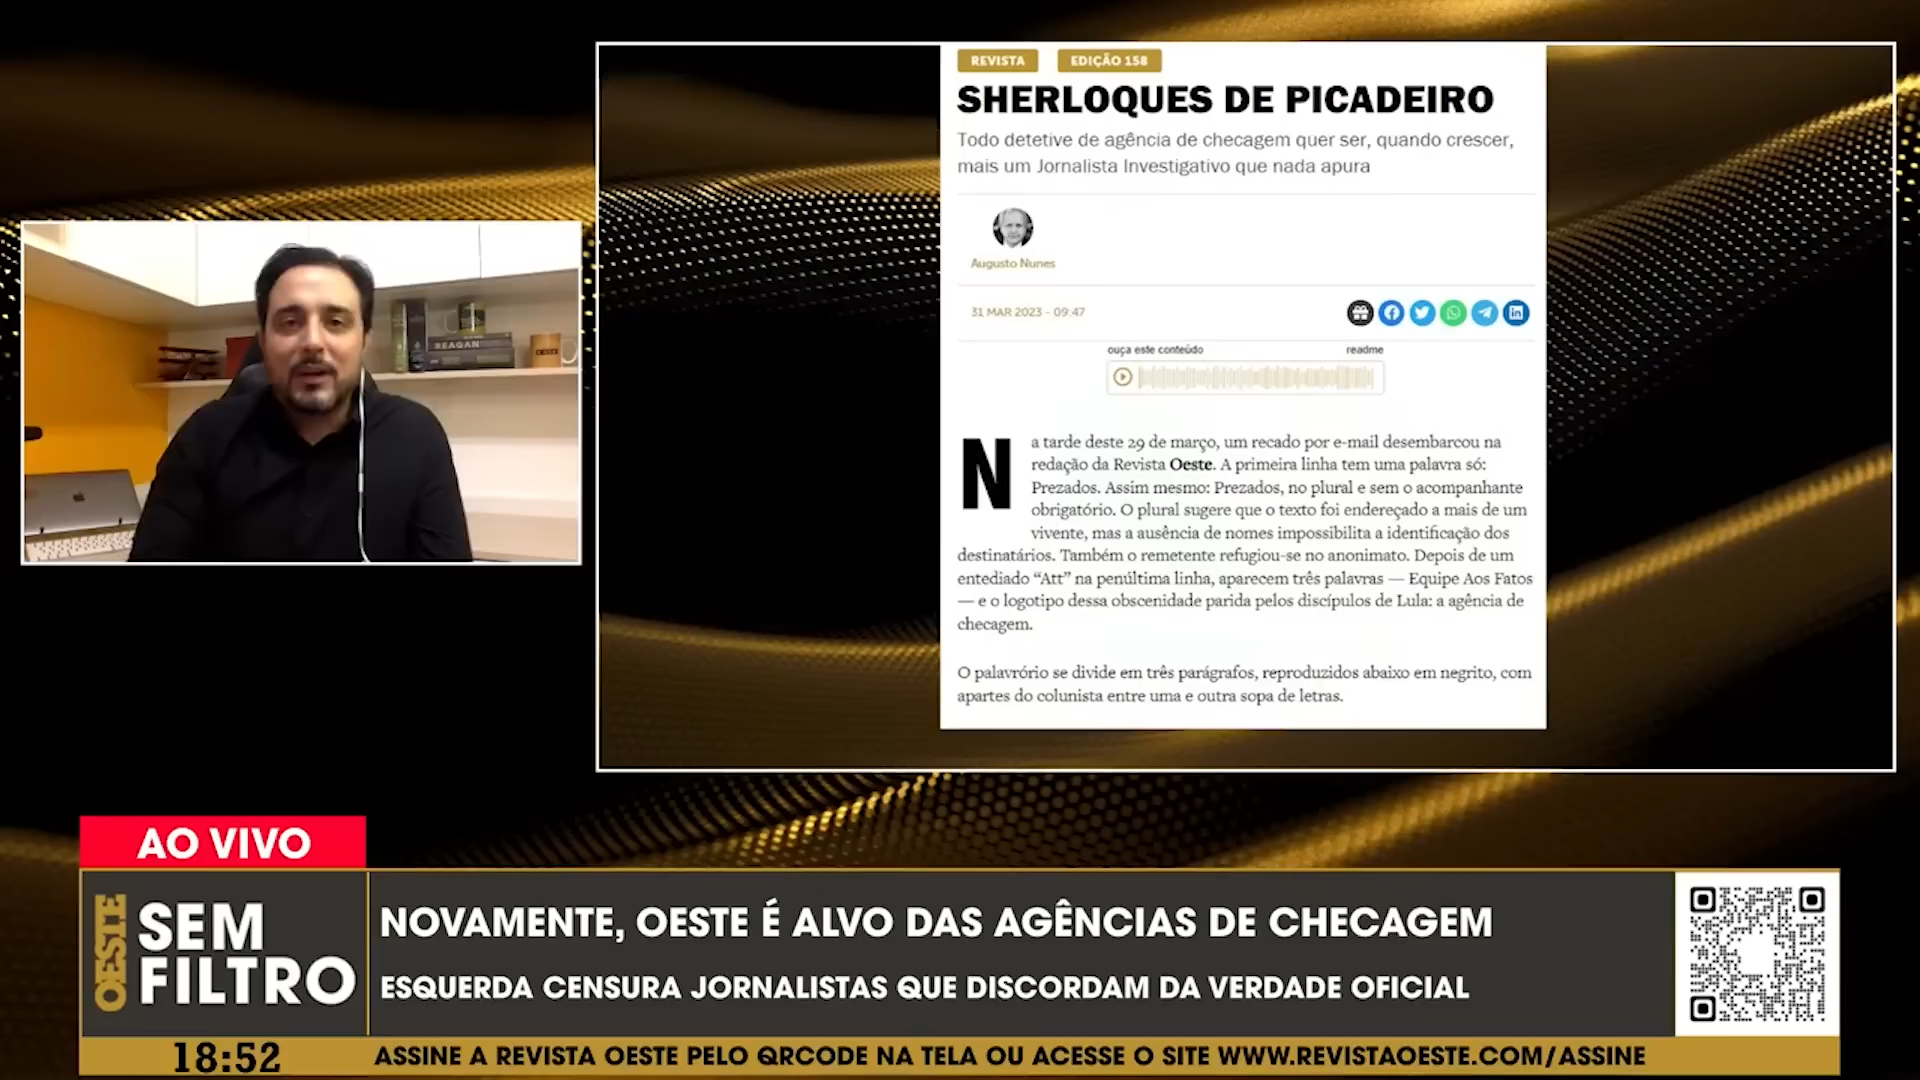 REVISTA
EDIÇÃO 158
SHERLOQUES DE PICADEIRO
Todo detetive de agência de checagem quer ser, quando crescer,
mais um Jornalista Investigativo que nada apura
Augusto Nunes
31 MAR 2023 - 09:47
ouça este conteúdo
readme
Na tarde deste 29 de março, um recado por e-mail desembarcou na
redação da Revista Oeste. A primeira linha tem uma palavra só:
Prezados. Assim mesmo: Prezados, no plural e sem o acompanhante
obrigatório. O plural sugere que o texto foi endereçado a mais de um
vivente, mas a ausência de nomes impossibilita a identificação dos
destinatários. Também o remetente refugiou-se no anonimato. Depois de um
entediado “Att” na penúltima linha, aparecem três palavras — Equipe Aos Fatos
— e o logotipo dessa obscenidade parida pelos discípulos de Lula: a agência de
checagem.
O palavrório se divide em três parágrafos, reproduzidos abaixo em negrito, com
apartes do colunista entre uma e outra sopa de letras.
REAGAN
OESTE
AO VIVO
OESTE
SEM
FILTRO
NOVAMENTE, OESTE É ALVO DAS AGÊNCIAS DE CHECAGEM
ESQUERDA CENSURA JORNALISTAS QUE DISCORDAM DA VERDADE OFICIAL
18:52
ASSINE A REVISTA OESTE PELO QRCODE NA TELA OU ACESSE O SITE WWW.REVISTAOESTE.COM/ASSINE